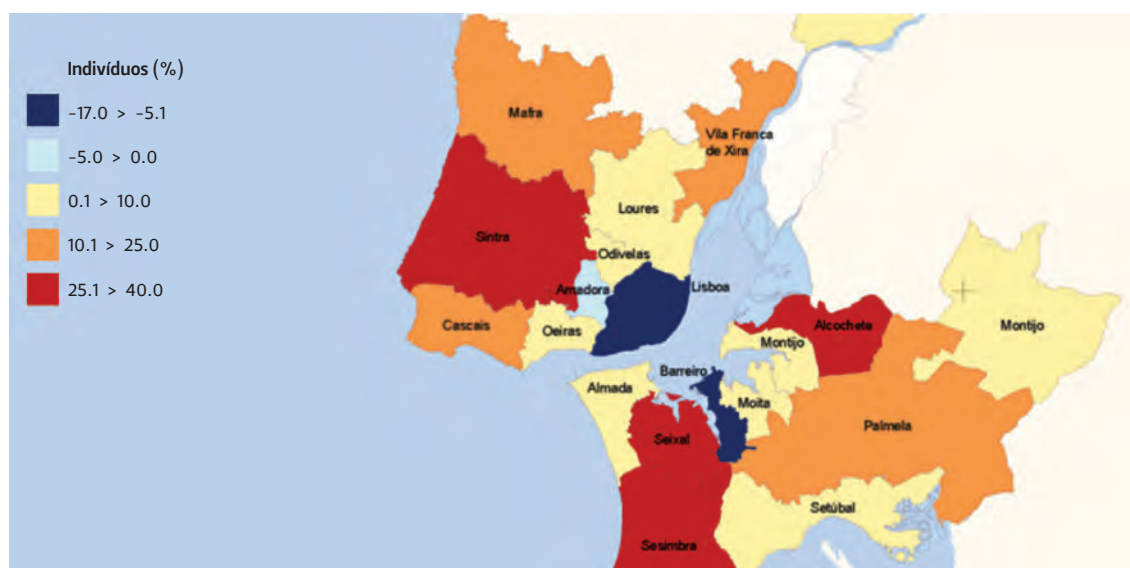 Indivíduos (%)
-17.0 > -5.1
-5.0 > 0.0
0.1 > 10.0
10.1 > 25.0
25.1 > 40.0
Mafra
Vila Franca
de Xira
Loures
Sintra
Odivelas
Amadora
Lisboa
Cascais
Oeiras
Alcochete
Montijo
Montijo
Barreiro
Almada
Moita
Palmela
Seixal
Setúbal
Sesimbra